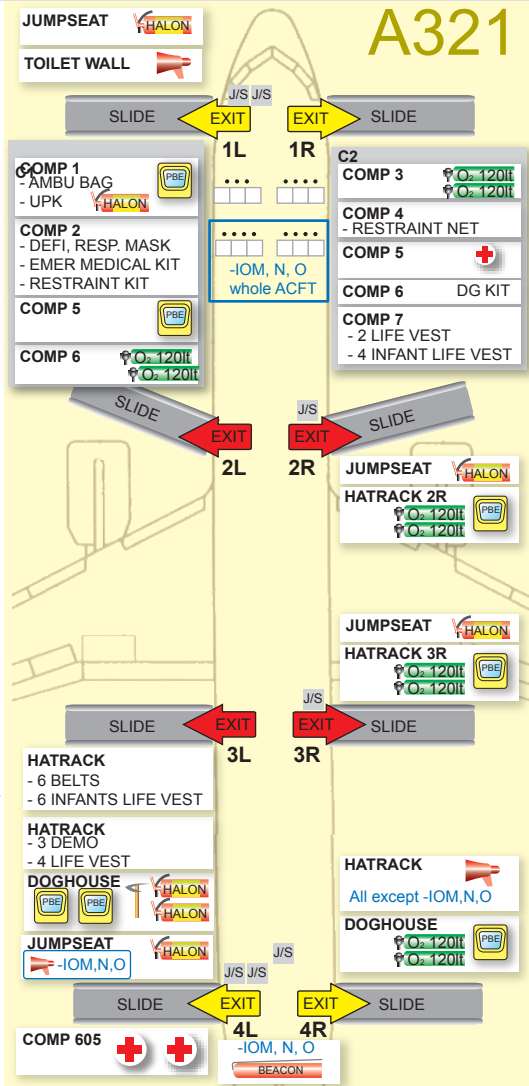 A321
JUMPSEAT
HALON
TOILET WALL
J/S J/S
SLIDE
EXIT
EXIT
SLIDE
1L
1R
C1
COMP 1
- AMBU BAG
- UPK
HALON
PBE
COMP 2
- DEFI, RESP. MASK
- EMER MEDICAL KIT
- RESTRAINT KIT
COMP 5
PBE
COMP 6
O₂ 120lt
O₂ 120lt
-IOM, N, O
whole ACFT
C2
COMP 3
O₂ 120lt
O₂ 120lt
COMP 4
- RESTRAINT NET
COMP 5
COMP 6 DG KIT
COMP 7
- 2 LIFE VEST
- 4 INFANT LIFE VEST
J/S
SLIDE
EXIT
EXIT
SLIDE
2L
2R
JUMPSEAT
HALON
HATRACK 2R
O₂ 120lt
O₂ 120lt
PBE
JUMPSEAT
HALON
HATRACK 3R
O₂ 120lt
O₂ 120lt
PBE
J/S
SLIDE
EXIT
EXIT
SLIDE
3L
3R
HATRACK
- 6 BELTS
- 6 INFANTS LIFE VEST
HATRACK
- 3 DEMO
- 4 LIFE VEST
DOGHOUSE
PBE
PBE
HALON
HALON
JUMPSEAT
HALON
-IOM,N,O
HATRACK
All except -IOM,N,O
DOGHOUSE
O₂ 120lt
O₂ 120lt
PBE
J/S
J/S J/S
SLIDE
EXIT
EXIT
SLIDE
4L
4R
COMP 605
-IOM, N, O
BEACON